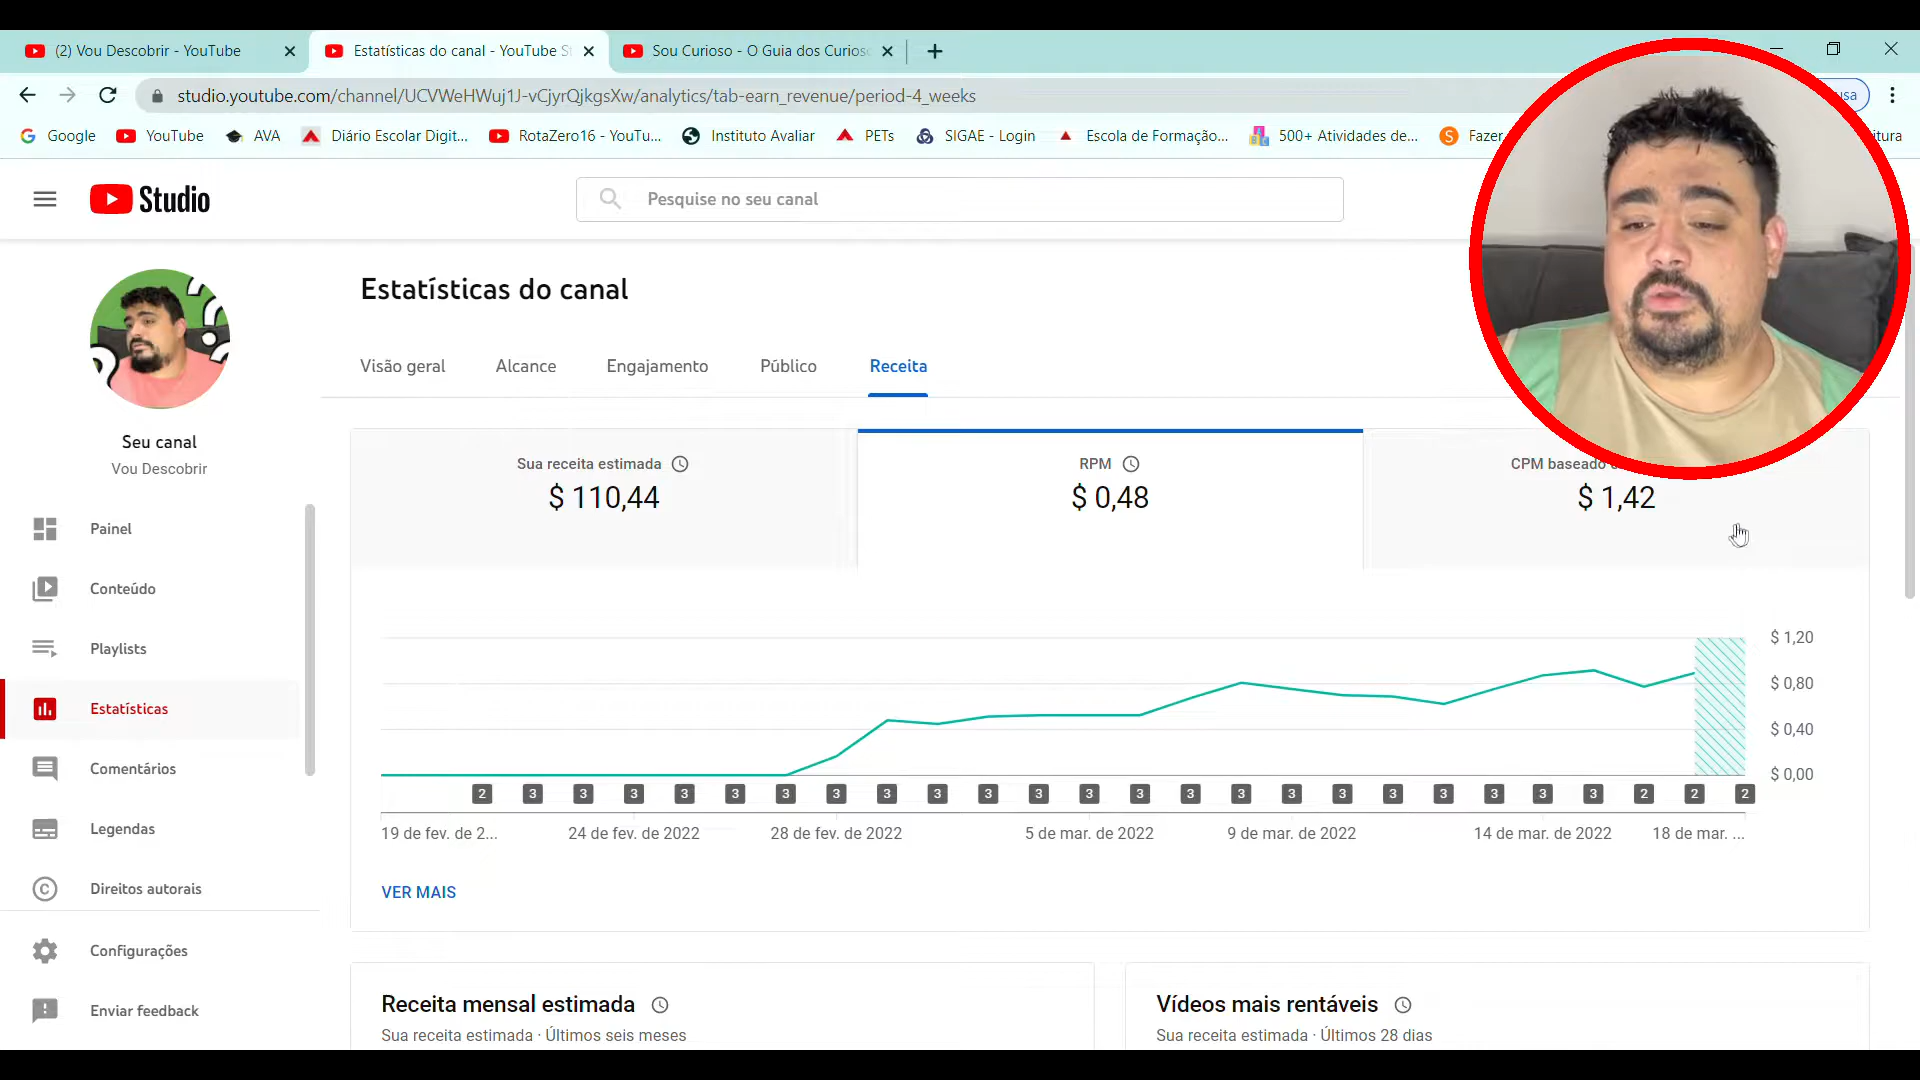 (2) Vou Descobrir - YouTube
Estatísticas do canal - YouTube S
Sou Curioso - O Guia dos Curios
studio.youtube.com/channel/UCVWeHWuj1J-vCjyrQjkgsXw/analytics/tab-earn_revenue/period-4_weeks
Google YouTube AVA Diário Escolar Digit... RotaZero16 - YouTu... Instituto Avaliar PETs SIGAE - Login Escola de Formação... 500+ Atividades de... Fazer
Studio
Pesquise no seu canal
Estatísticas do canal
Visão geral Alcance Engajamento Público Receita
Seu canal
Vou Descobrir
Painel
Conteúdo
Playlists
Estatísticas
Comentários
Legendas
Direitos autorais
Configurações
Enviar feedback
Sua receita estimada
$ 110,44
RPM
$ 0,48
CPM baseado
$ 1,42
$ 1,20
$ 0,80
$ 0,40
$ 0,00
2 3 3 3 3 3 3 3 3 3 3 3 3 3 3 3 3 3 3 3 3 3 3 2 2 2
19 de fev. de 2... 24 de fev. de 2022 28 de fev. de 2022 5 de mar. de 2022 9 de mar. de 2022 14 de mar. de 2022 18 de mar. ...
VER MAIS
Receita mensal estimada
Sua receita estimada · Últimos seis meses
Vídeos mais rentáveis
Sua receita estimada · Últimos 28 dias